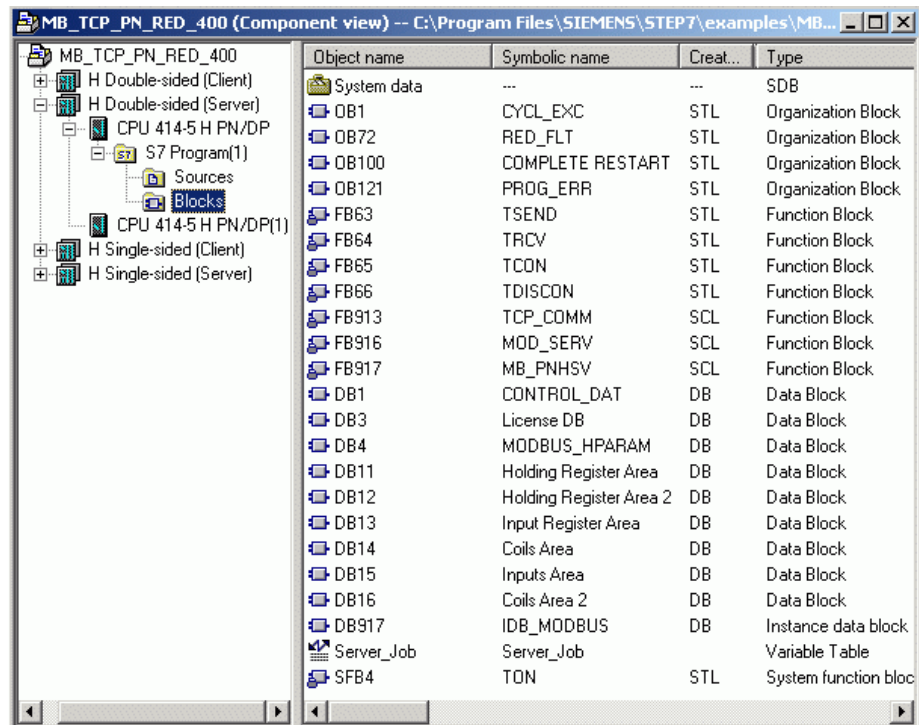 MB_TCP_PN_RED_400 (Component view) -- C:\Program Files\SIEMENS\STEP7\examples\MB...
MB_TCP_PN_RED_400
H Double-sided (Client)
H Double-sided (Server)
CPU 414-5 H PN/DP
S7 Program(1)
Sources
Blocks
CPU 414-5 H PN/DP(1)
H Single-sided (Client)
H Single-sided (Server)
Object name Symbolic name Creat... Type
System data --- --- SDB
OB1 CYCL_EXC STL Organization Block
OB72 RED_FLT STL Organization Block
OB100 COMPLETE RESTART STL Organization Block
OB121 PROG_ERR STL Organization Block
FB63 TSEND STL Function Block
FB64 TRCV STL Function Block
FB65 TCON STL Function Block
FB66 TDISCON STL Function Block
FB913 TCP_COMM SCL Function Block
FB916 MOD_SERV SCL Function Block
FB917 MB_PNHSV SCL Function Block
DB1 CONTROL_DAT DB Data Block
DB3 License DB DB Data Block
DB4 MODBUS_HPARAM DB Data Block
DB11 Holding Register Area DB Data Block
DB12 Holding Register Area 2 DB Data Block
DB13 Input Register Area DB Data Block
DB14 Coils Area DB Data Block
DB15 Inputs Area DB Data Block
DB16 Coils Area 2 DB Data Block
DB917 IDB_MODBUS DB Instance data block
Server_Job Server_Job Variable Table
SFB4 TON STL System function bloc